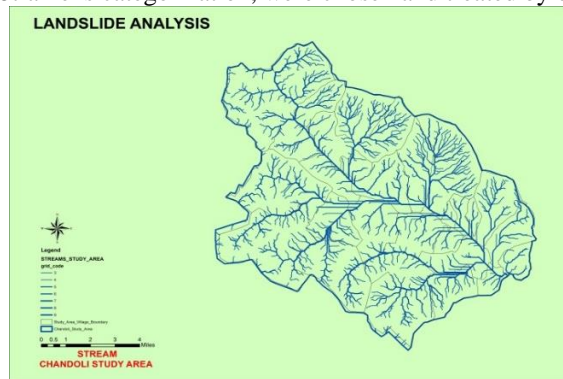 LANDSLIDE ANALYSIS
Legend
STREAMS_STUDY_AREA
grid_code
3
4
5
6
7
8
9
Study_Area_Village_Boundary
Chandoli_Study_Area
0 0.5 1 2 3 4
Miles
STREAM
CHANDOLI STUDY AREA